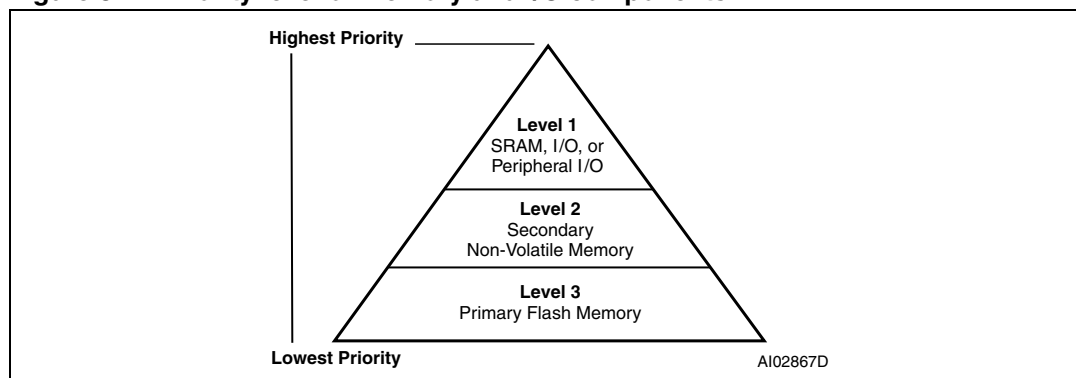 Highest Priority
Level 1
SRAM, I/O, or
Peripheral I/O
Level 2
Secondary
Non-Volatile Memory
Level 3
Primary Flash Memory
Lowest Priority
AI02867D